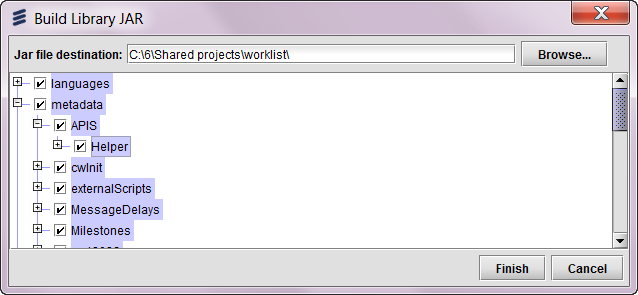 Build Library JAR
Jar file destination: C:\6\Shared projects\worklist\ Browse...
languages
metadata
APIS
Helper
cwInit
externalScripts
MessageDelays
Milestones
Finish Cancel